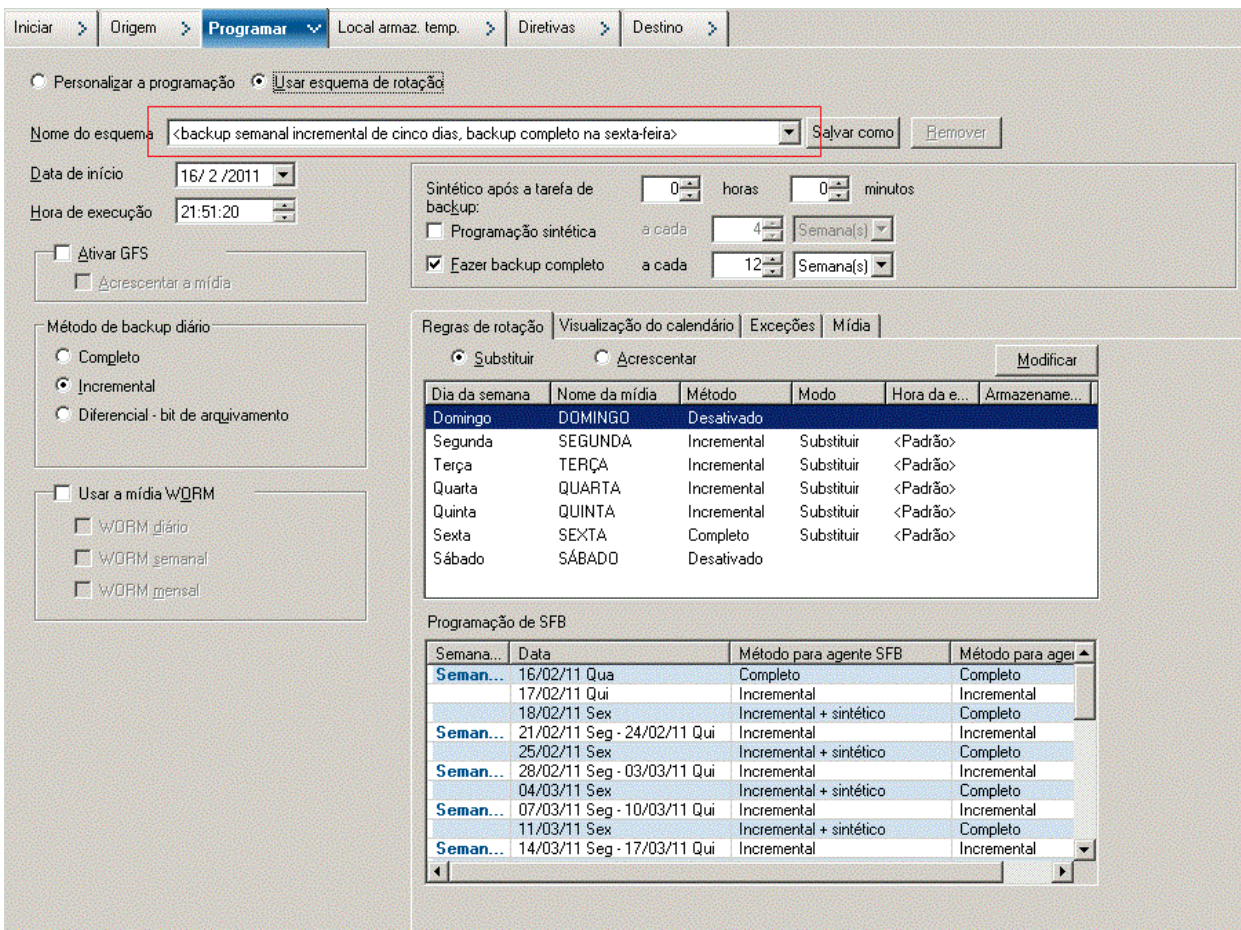 Iniciar Origem Programar Local armaz. temp. Diretivas Destino
Personalizar a programação Usar esquema de rotação
Nome do esquema <backup semanal incremental de cinco dias, backup completo na sexta-feira> Salvar como Remover
Data de início 16/ 2 /2011
Hora de execução 21:51:20
Sintético após a tarefa de backup: 0 horas 0 minutos
Programação sintética a cada 4 Semana(s)
Fazer backup completo a cada 12 Semana(s)
Ativar GFS
Acrescentar a mídia
Método de backup diário
Completo
Incremental
Diferencial - bit de arquivamento
Usar a mídia WORM
WORM diário
WORM semanal
WORM mensal
Regras de rotação Visualização do calendário Exceções Mídia
Substituir Acrescentar Modificar
Dia da semana Nome da mídia Método Modo Hora da e... Armazename...
Domingo DOMINGO Desativado
Segunda SEGUNDA Incremental Substituir <Padrão>
Terça TERÇA Incremental Substituir <Padrão>
Quarta QUARTA Incremental Substituir <Padrão>
Quinta QUINTA Incremental Substituir <Padrão>
Sexta SEXTA Completo Substituir <Padrão>
Sábado SÁBADO Desativado
Programação de SFB
Semana... Data Método para agente SFB Método para agei
Seman... 16/02/11 Qua Completo Completo
17/02/11 Qui Incremental Incremental
18/02/11 Sex Incremental + sintético Completo
Seman... 21/02/11 Seg - 24/02/11 Qui Incremental Incremental
25/02/11 Sex Incremental + sintético Completo
Seman... 28/02/11 Seg - 03/03/11 Qui Incremental Incremental
04/03/11 Sex Incremental + sintético Completo
Seman... 07/03/11 Seg - 10/03/11 Qui Incremental Incremental
11/03/11 Sex Incremental + sintético Completo
Seman... 14/03/11 Seg - 17/03/11 Qui Incremental Incremental